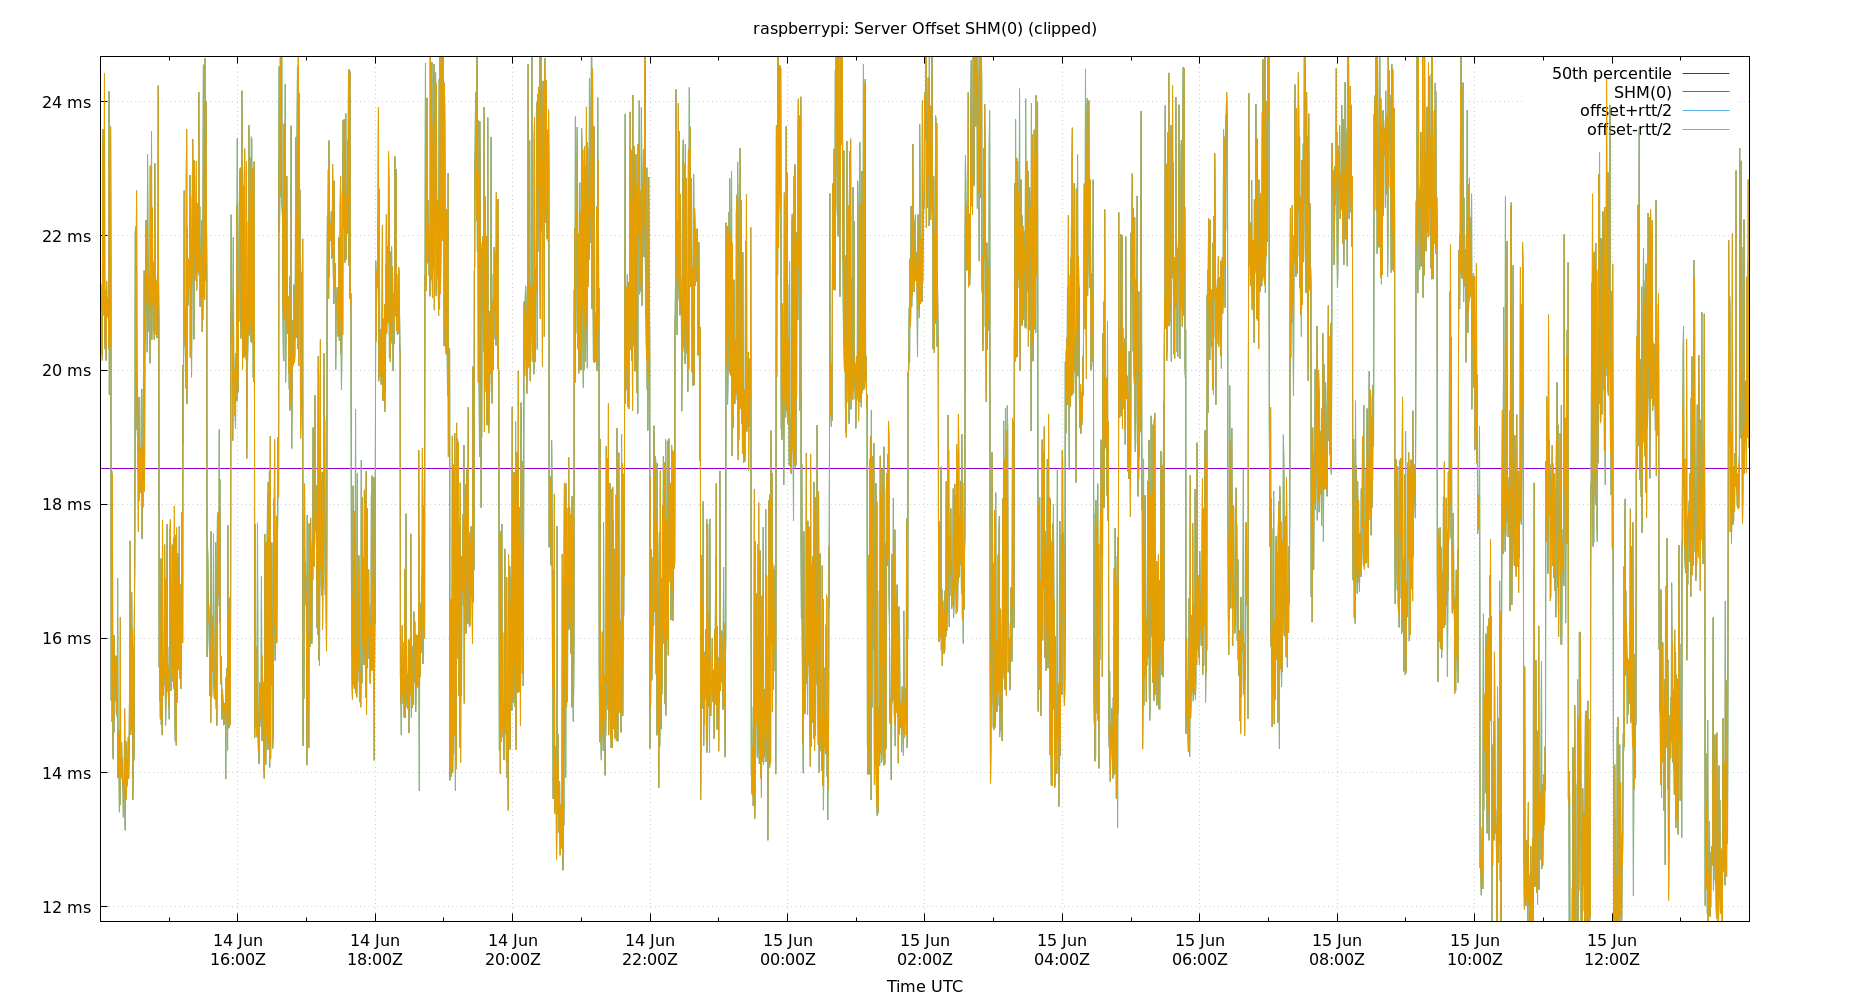 raspberrypi: Server Offset SHM(0) (clipped)
50th percentile
SHM(0)
offset+rtt/2
offset-rtt/2
24 ms
22 ms
20 ms
18 ms
16 ms
14 ms
12 ms
14 Jun 14 Jun 14 Jun 14 Jun 15 Jun 15 Jun 15 Jun 15 Jun 15 Jun 15 Jun 15 Jun
16:00Z 18:00Z 20:00Z 22:00Z 00:00Z 02:00Z 04:00Z 06:00Z 08:00Z 10:00Z 12:00Z
Time UTC